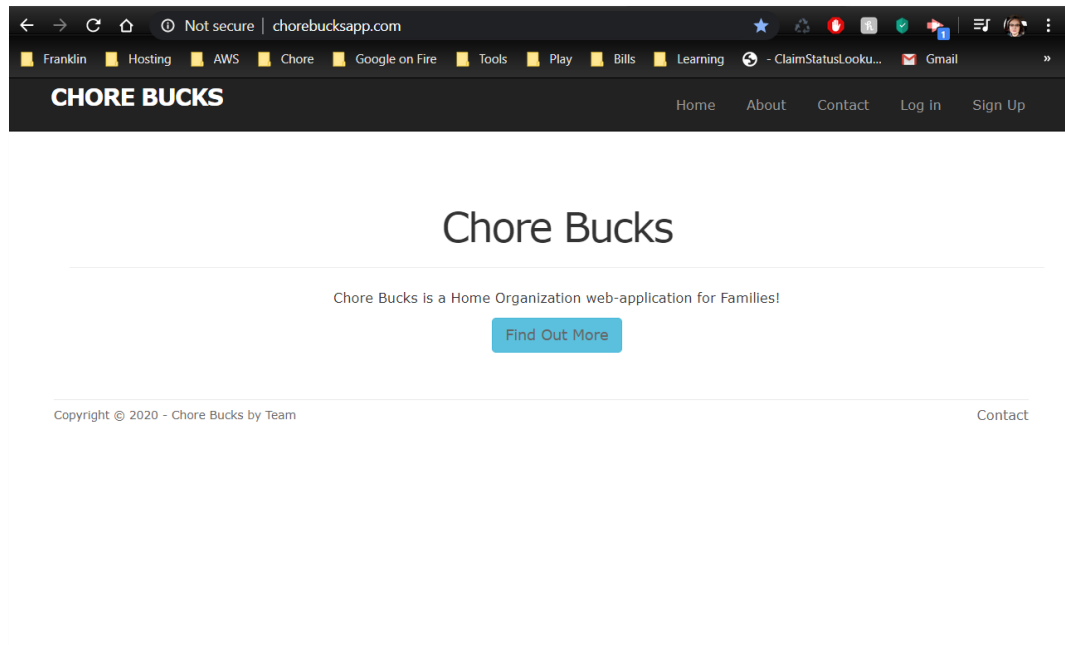 Not secure | chorebucksapp.com
Franklin Hosting AWS Chore Google on Fire Tools Play Bills Learning - ClaimStatusLooku... Gmail »
CHORE BUCKS
Home About Contact Log in Sign Up
Chore Bucks
Chore Bucks is a Home Organization web-application for Families!
Find Out More
Copyright © 2020 - Chore Bucks by Team
Contact